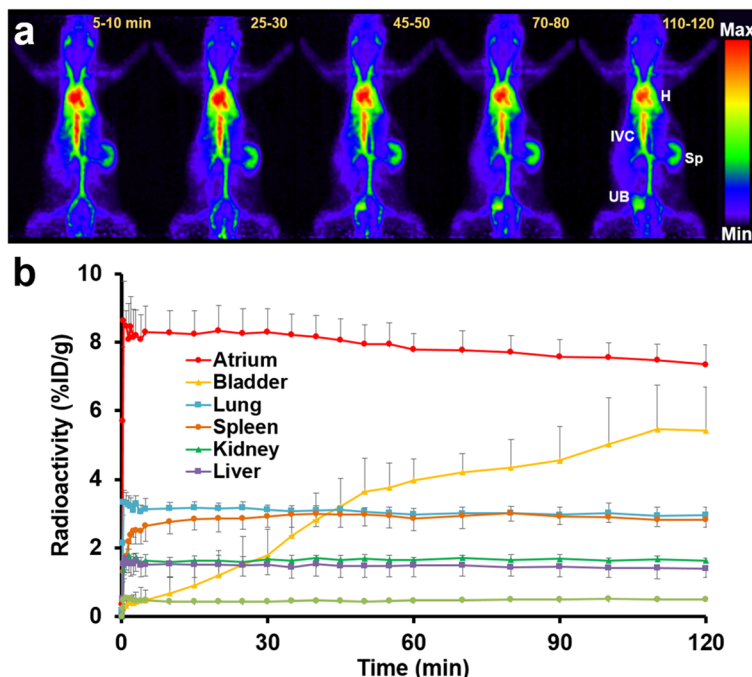 a
5-10 min
25-30
45-50
70-80
110-120
Max
H
IVC
Sp
UB
Min
b
10
8
6
4
2
0
Radioactivity (%ID/g)
Atrium
Bladder
Lung
Spleen
Kidney
Liver
0
30
60
90
120
Time (min)